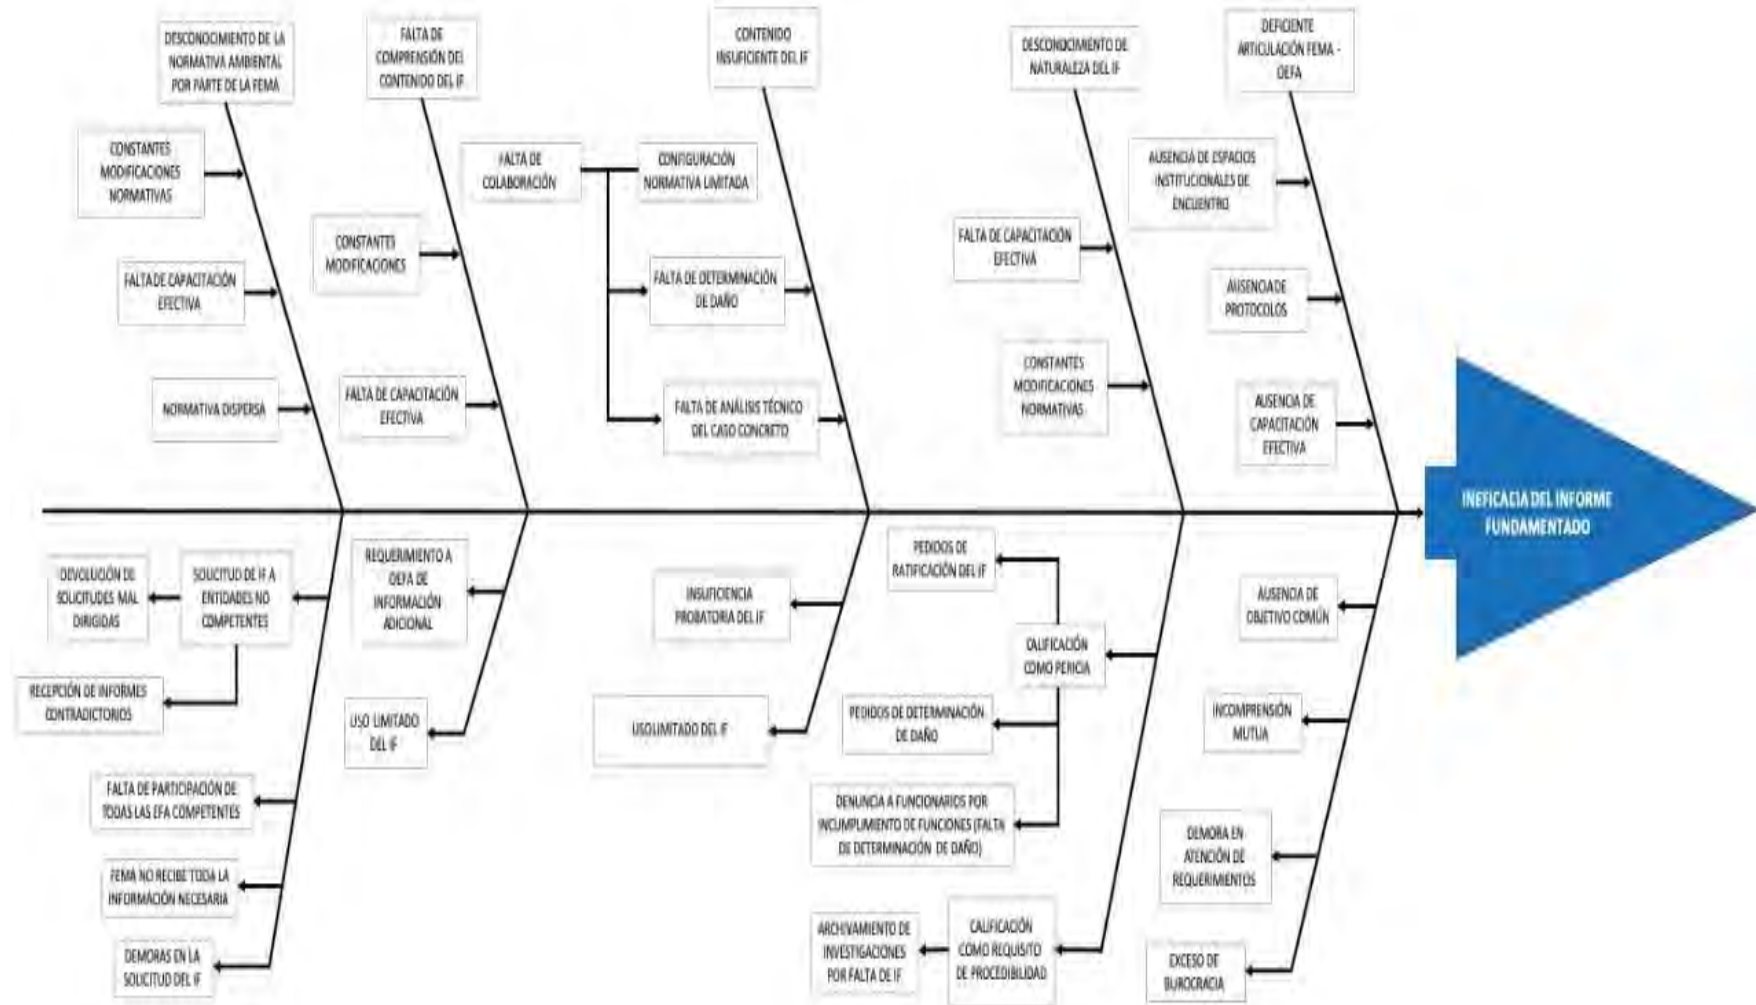 DESCONOCIMIENTO DE LA
NORMATIVA AMBIENTAL
POR PARTE DE LA FEMA
FALTA DE
COMPRENSIÓN DEL
CONTENIDO DEL IF
CONTENIDO
INSUFICIENTE DEL IF
DESCONOCIMIENTO DE
NATURALEZA DEL IF
DEFICIENTE
ARTICULACIÓN FEMA -
OEFA
CONSTANTES
MODIFICACIONES
NORMATIVAS
FALTA DE CAPACITACIÓN
EFECTIVA
NORMATIVA DISPERSA
CONSTANTES
MODIFICACIONES
FALTA DE CAPACITACIÓN
EFECTIVA
FALTA DE
COLABORACIÓN
CONFIGURACIÓN
NORMATIVA LIMITADA
FALTA DE DETERMINACIÓN
DE DAÑO
FALTA DE ANÁLISIS TÉCNICO
DEL CASO CONCRETO
FALTA DE CAPACITACIÓN
EFECTIVA
CONSTANTES
MODIFICACIONES
NORMATIVAS
AUSENCIA DE ESPACIOS
INSTITUCIONALES DE
ENCUENTRO
AUSENCIA DE
PROTOCOLOS
AUSENCIA DE
CAPACITACIÓN
EFECTIVA
INEFICACIA DEL INFORME
FUNDAMENTADO
DEVOLUCIÓN DE
SOLICITUDES MAL
DIRIGIDAS
SOLICITUD DE IF A
ENTIDADES NO
COMPETENTES
RECEPCIÓN DE INFORMES
CONTRADICTORIOS
FALTA DE PARTICIPACIÓN DE
TODAS LAS EFA COMPETENTES
FEMA NO RECIBE TODA LA
INFORMACIÓN NECESARIA
DEMORAS EN LA
SOLICITUD DEL IF
REQUERIMIENTO A
OEFA DE
INFORMACIÓN
ADICIONAL
USO LIMITADO
DEL IF
INSUFICIENCIA
PROBATORIA DEL IF
USO LIMITADO DEL IF
PEDIDOS DE
RATIFICACIÓN DEL IF
CALIFICACIÓN
COMO PERICIA
PEDIDOS DE DETERMINACIÓN
DE DAÑO
DENUNCIA A FUNCIONARIOS POR
INCUMPLIMIENTO DE FUNCIONES (FALTA
DE DETERMINACIÓN DE DAÑO)
ARCHIVAMIENTO DE
INVESTIGACIONES
POR FALTA DE IF
CALIFICACIÓN
COMO REQUISITO
DE PROCEDIBILIDAD
AUSENCIA DE
OBJETIVO COMÚN
INCOMPRENSIÓN
MUTUA
DEMORA EN
ATENCIÓN DE
REQUERIMIENTOS
EXCESO DE
BUROCRACIA